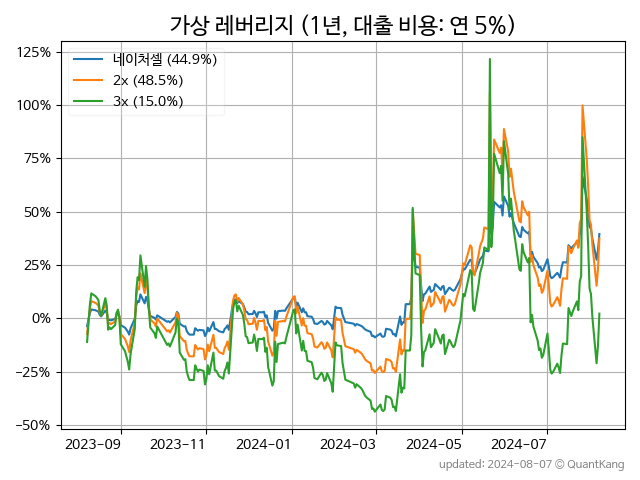 가상 레버리지 (1년, 대출 비용: 연 5%)
125%
100%
75%
50%
25%
0%
−25%
−50%
네이처셀 (44.9%)
2x (48.5%)
3x (15.0%)
2023-09 2023-11 2024-01 2024-03 2024-05 2024-07
updated: 2024-08-07 © QuantKang